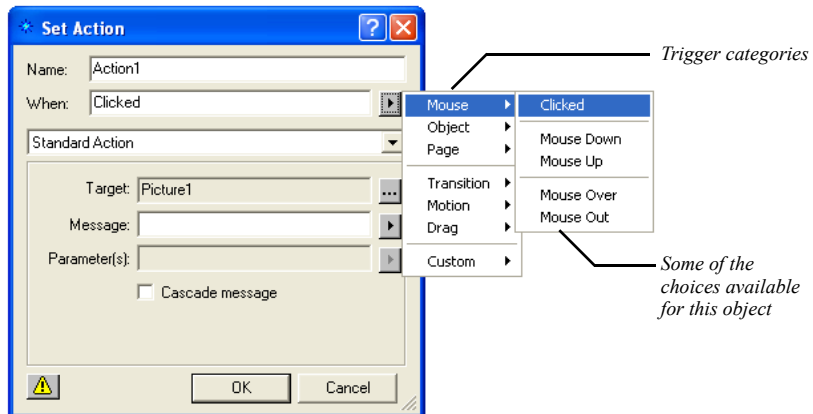 Set Action
Name: Action1
When: Clicked
Standard Action
Target: Picture1
Message:
Parameter(s):
Cascade message
OK
Cancel
Mouse
Object
Page
Transition
Motion
Drag
Custom
Clicked
Mouse Down
Mouse Up
Mouse Over
Mouse Out
Trigger categories
Some of the
choices available
for this object